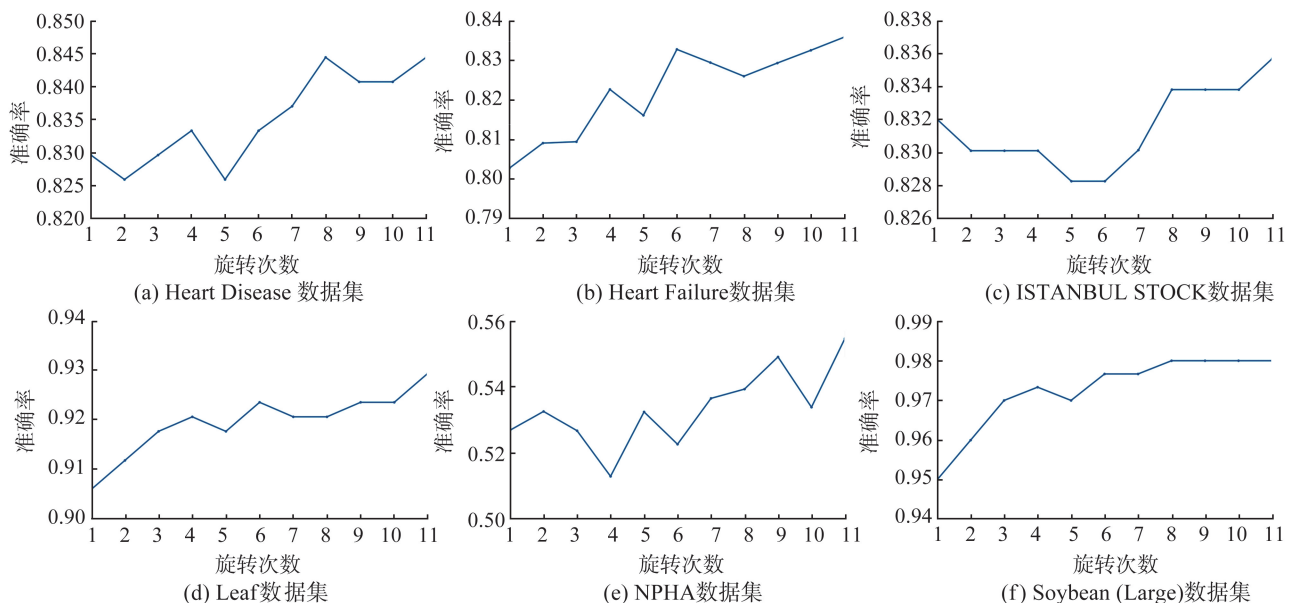 0.850
0.845
0.840
0.835
0.830
0.825
0.820
准确率
1 2 3 4 5 6 7 8 9 10 11
旋转次数
(a) Heart Disease 数据集
0.84
0.83
0.82
0.81
0.80
0.79
准确率
1 2 3 4 5 6 7 8 9 10 11
旋转次数
(b) Heart Failure数据集
0.838
0.836
0.834
0.832
0.830
0.828
0.826
准确率
1 2 3 4 5 6 7 8 9 10 11
旋转次数
(c) ISTANBUL STOCK数据集
0.94
0.93
0.92
0.91
0.90
准确率
1 2 3 4 5 6 7 8 9 10 11
旋转次数
(d) Leaf数据集
0.56
0.54
0.52
0.50
准确率
1 2 3 4 5 6 7 8 9 10 11
旋转次数
(e) NPHA数据集
0.99
0.98
0.97
0.96
0.95
0.94
准确率
1 2 3 4 5 6 7 8 9 10 11
旋转次数
(f) Soybean (Large)数据集